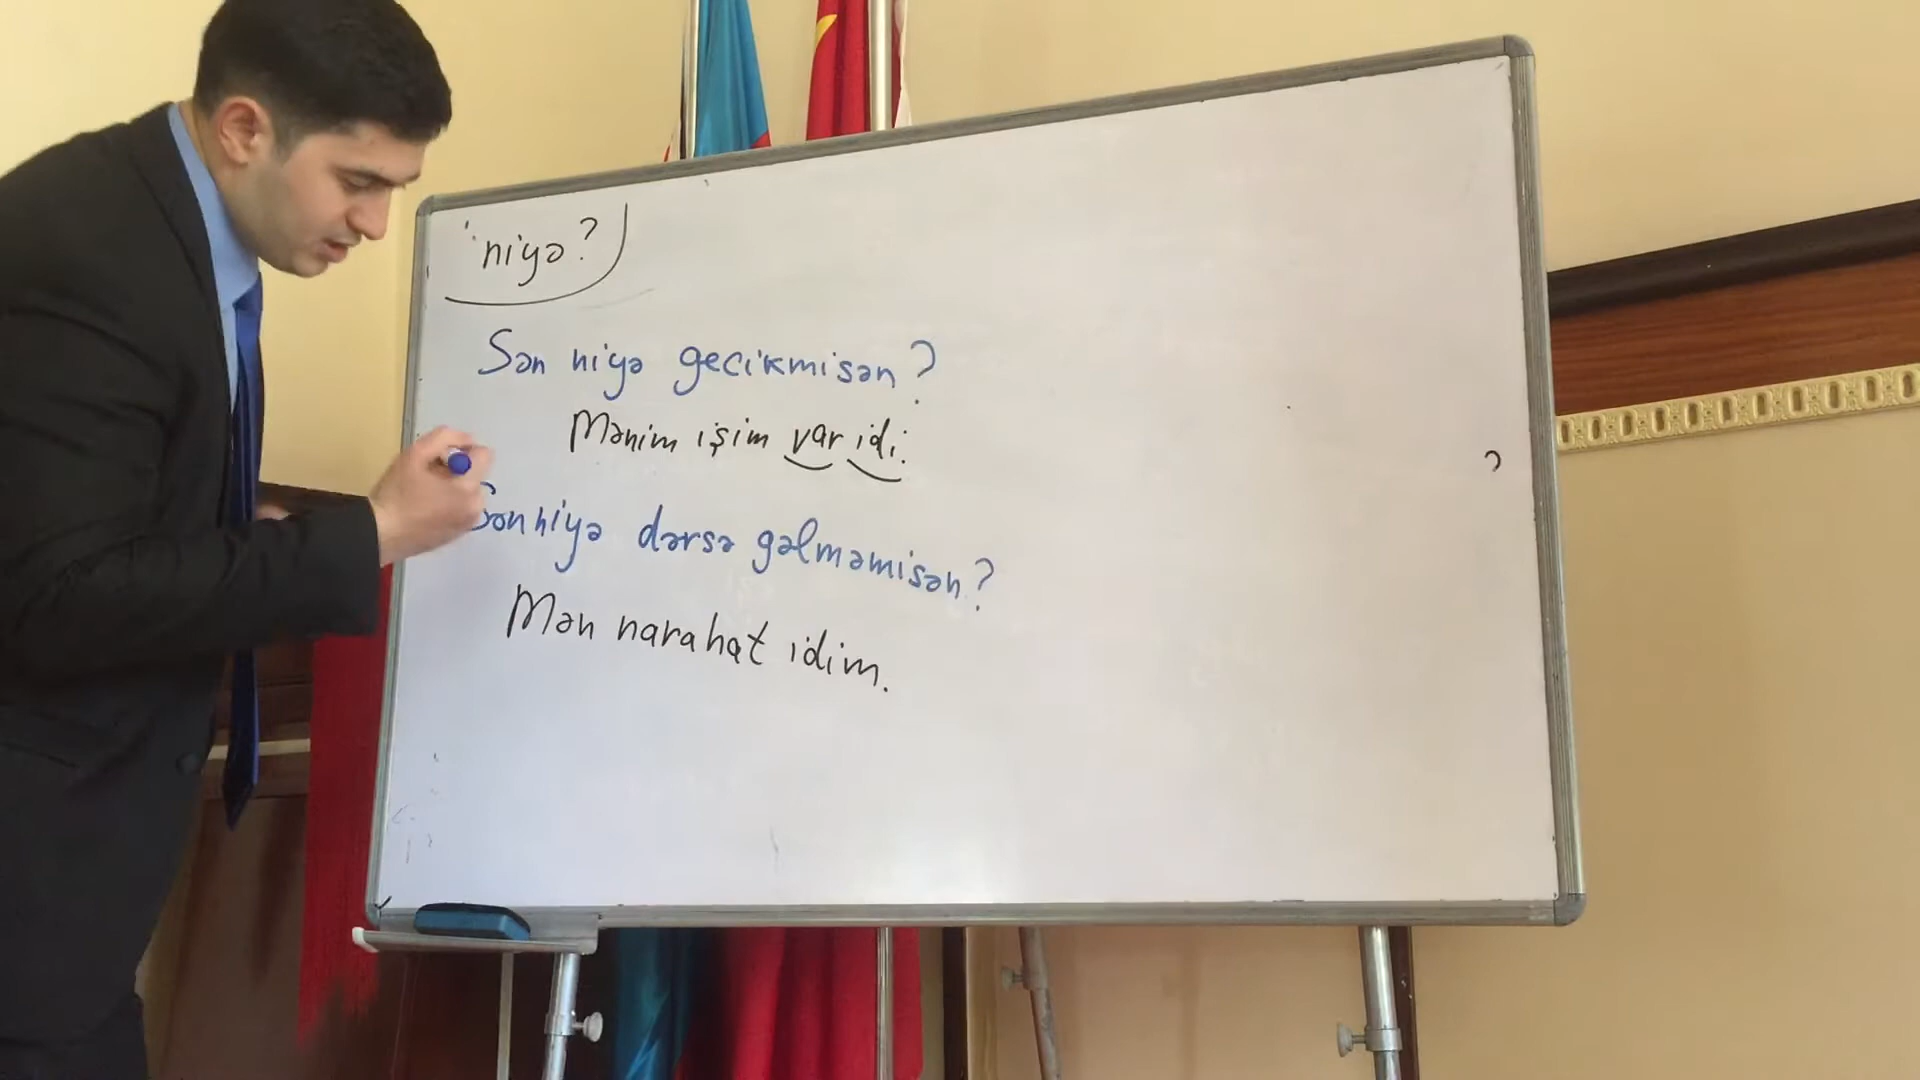 niyə?
Sən niyə gecikmisən?
Mənim işim var idi.
Sən niyə dərsə gəlməmisən?
Mən narahat idim.